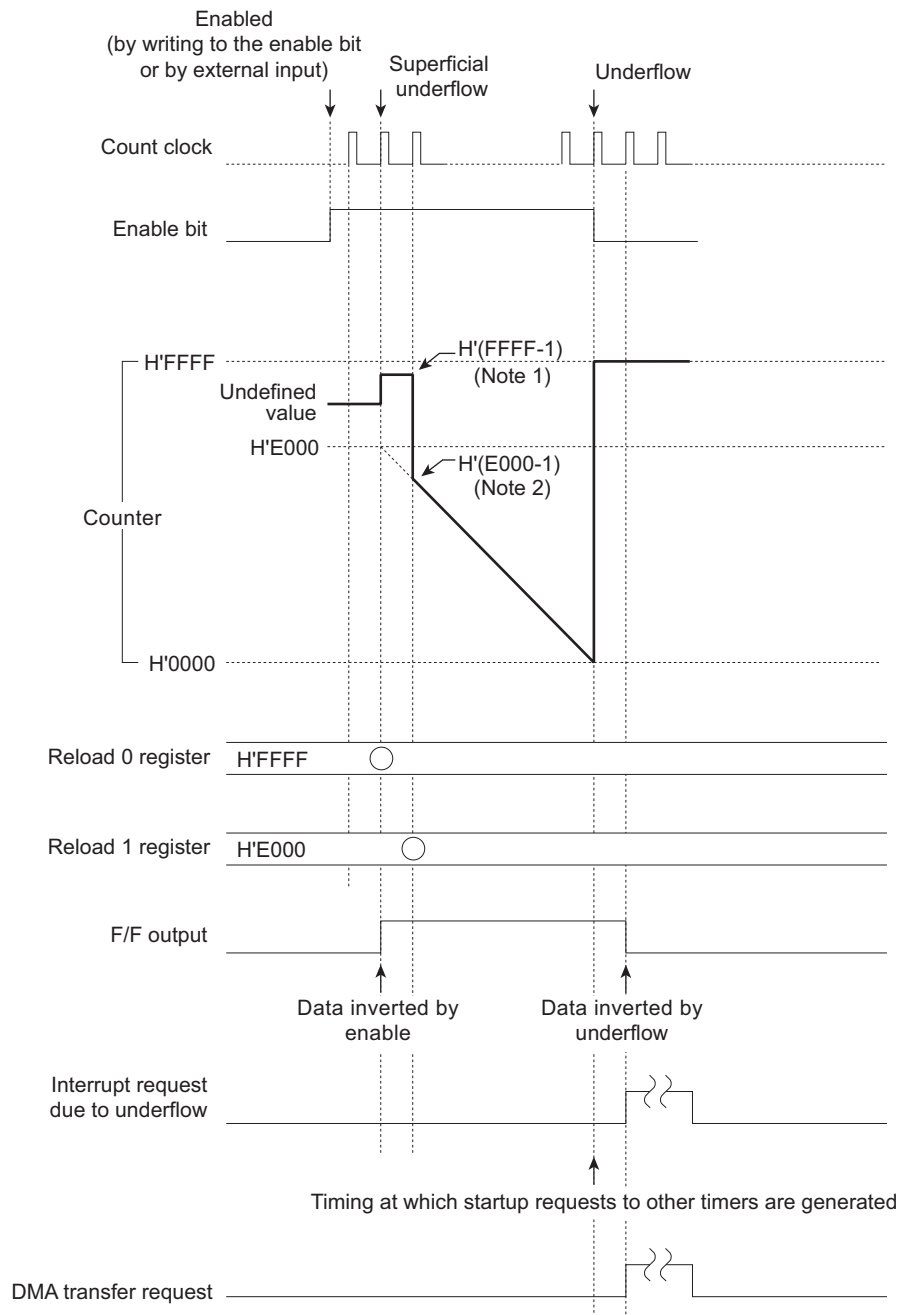 Enabled
(by writing to the enable bit
or by external input)
Superficial
underflow
Underflow
Count clock
Enable bit
H'FFFF
H'(FFFF-1)
(Note 1)
Undefined
value
H'E000
H'(E000-1)
(Note 2)
Counter
H'0000
Reload 0 register
H'FFFF
Reload 1 register
H'E000
F/F output
Data inverted by
enable
Data inverted by
underflow
Interrupt request
due to underflow
Timing at which startup requests to other timers are generated
DMA transfer request